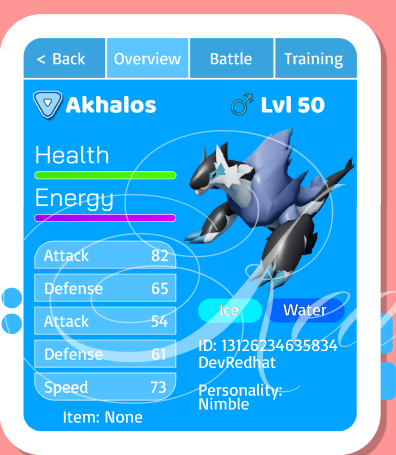 < Back Overview Battle Training
Akhalos Lvl 50
Health
Energy
Attack 82
Defense 65
Attack 54
Defense 61
Speed 73
Item: None
Ice Water
ID: 13126234635834
DevRedhat
Personality:
Nimble